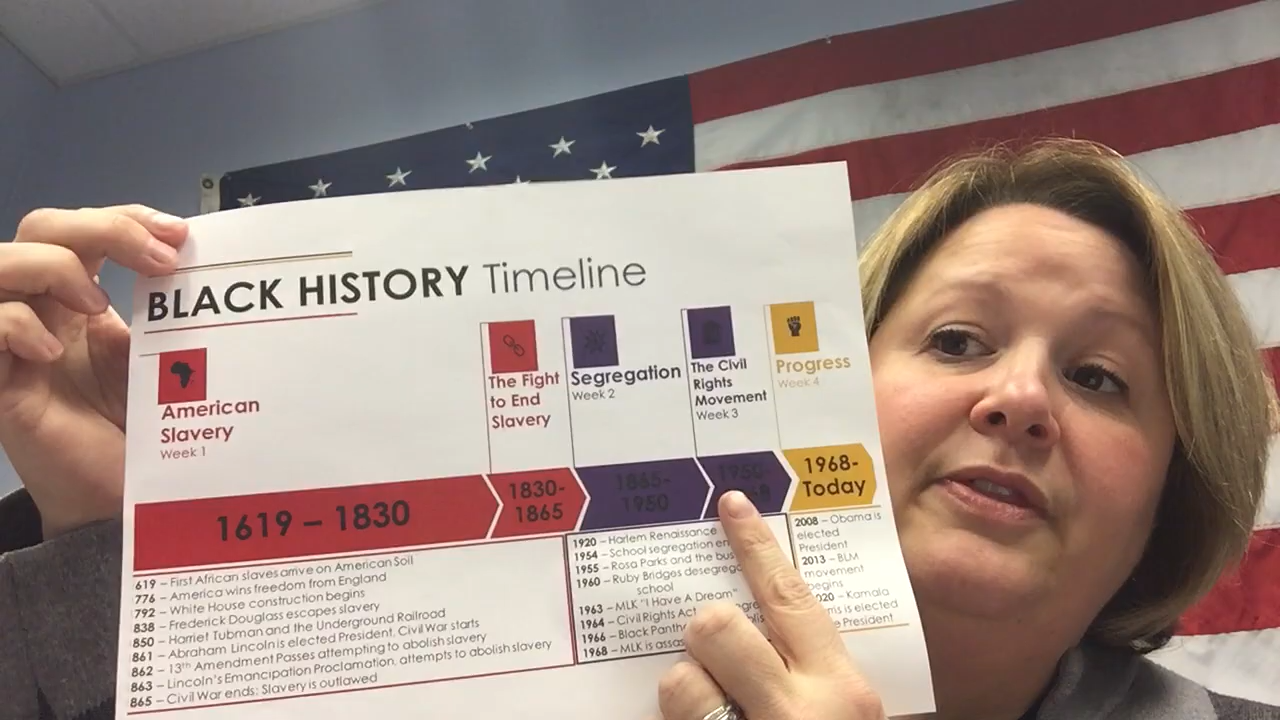 BLACK HISTORY Timeline
American
Slavery
Week 1
The Fight
to End
Slavery
Segregation
Week 2
The Civil
Rights
Movement
Week 3
Progress
Week 4
1619 – 1830
1830-
1865
1865-
1950
1950
1968-
Today
619 – First African slaves arrive on American Soil
776 – America wins freedom from England
792 – White House construction begins
838 – Frederick Douglass escapes slavery
850 – Harriet Tubman and the Underground Railroad
861 – Abraham Lincoln is elected President, Civil War starts
862 – 13th Amendment Passes attempting to abolish slavery
863 – Lincoln's Emancipation Proclamation, attempts to abolish slavery
865 – Civil War ends: Slavery is outlawed
1920 – Harlem Renaissance
1954 – School segregation
1955 – Rosa Parks and the bus
1960 – Ruby Bridges
school
1963 – MLK "I Have A Dream"
1964 – Civil Rights Act
1966 – Black
1968 – MLK is
2008 – Obama is
elected
President
2013 – BLM
movement
begins
020 – Kamala
is elected
President